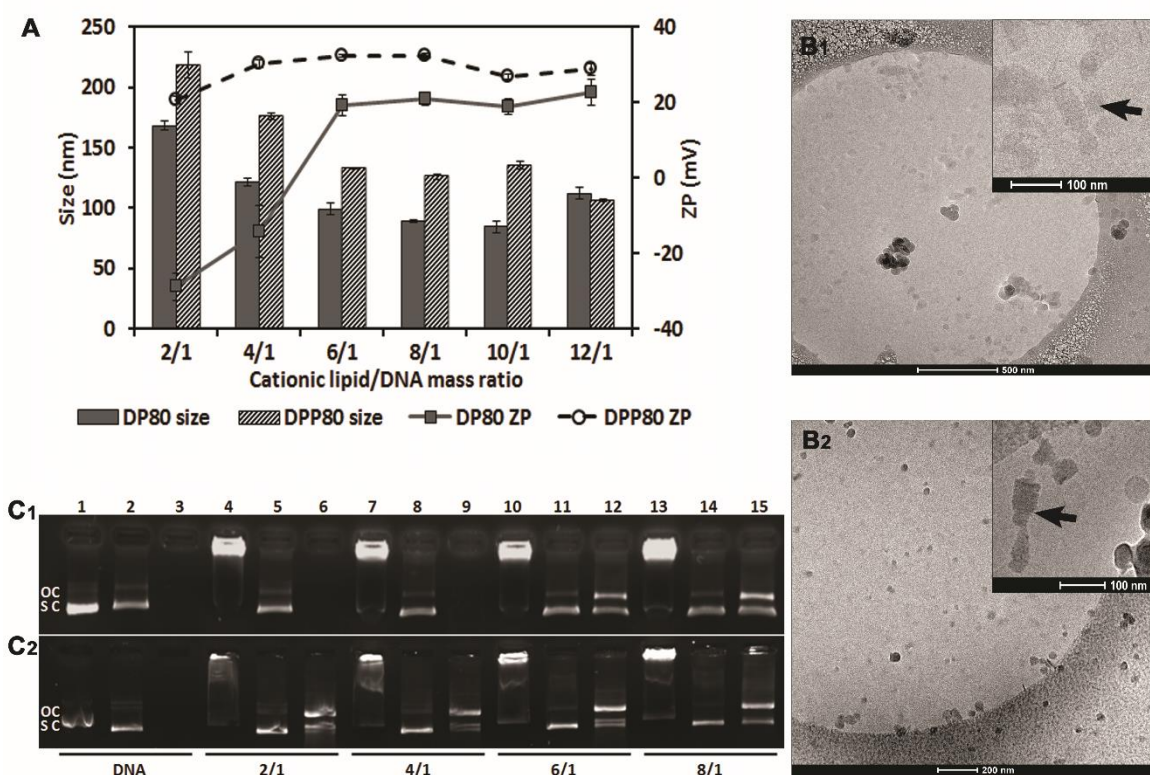 A
250
200
150
100
50
0
Size (nm)
40
20
0
-20
-40
ZP (mV)
2/1 4/1 6/1 8/1 10/1 12/1
Cationic lipid/DNA mass ratio
DP80 size DPP80 size DP80 ZP DPP80 ZP
B1
100 nm
500 nm
B2
100 nm
200 nm
C1
1 2 3 4 5 6 7 8 9 10 11 12 13 14 15
OC
S C
C2
OC
S C
DNA 2/1 4/1 6/1 8/1